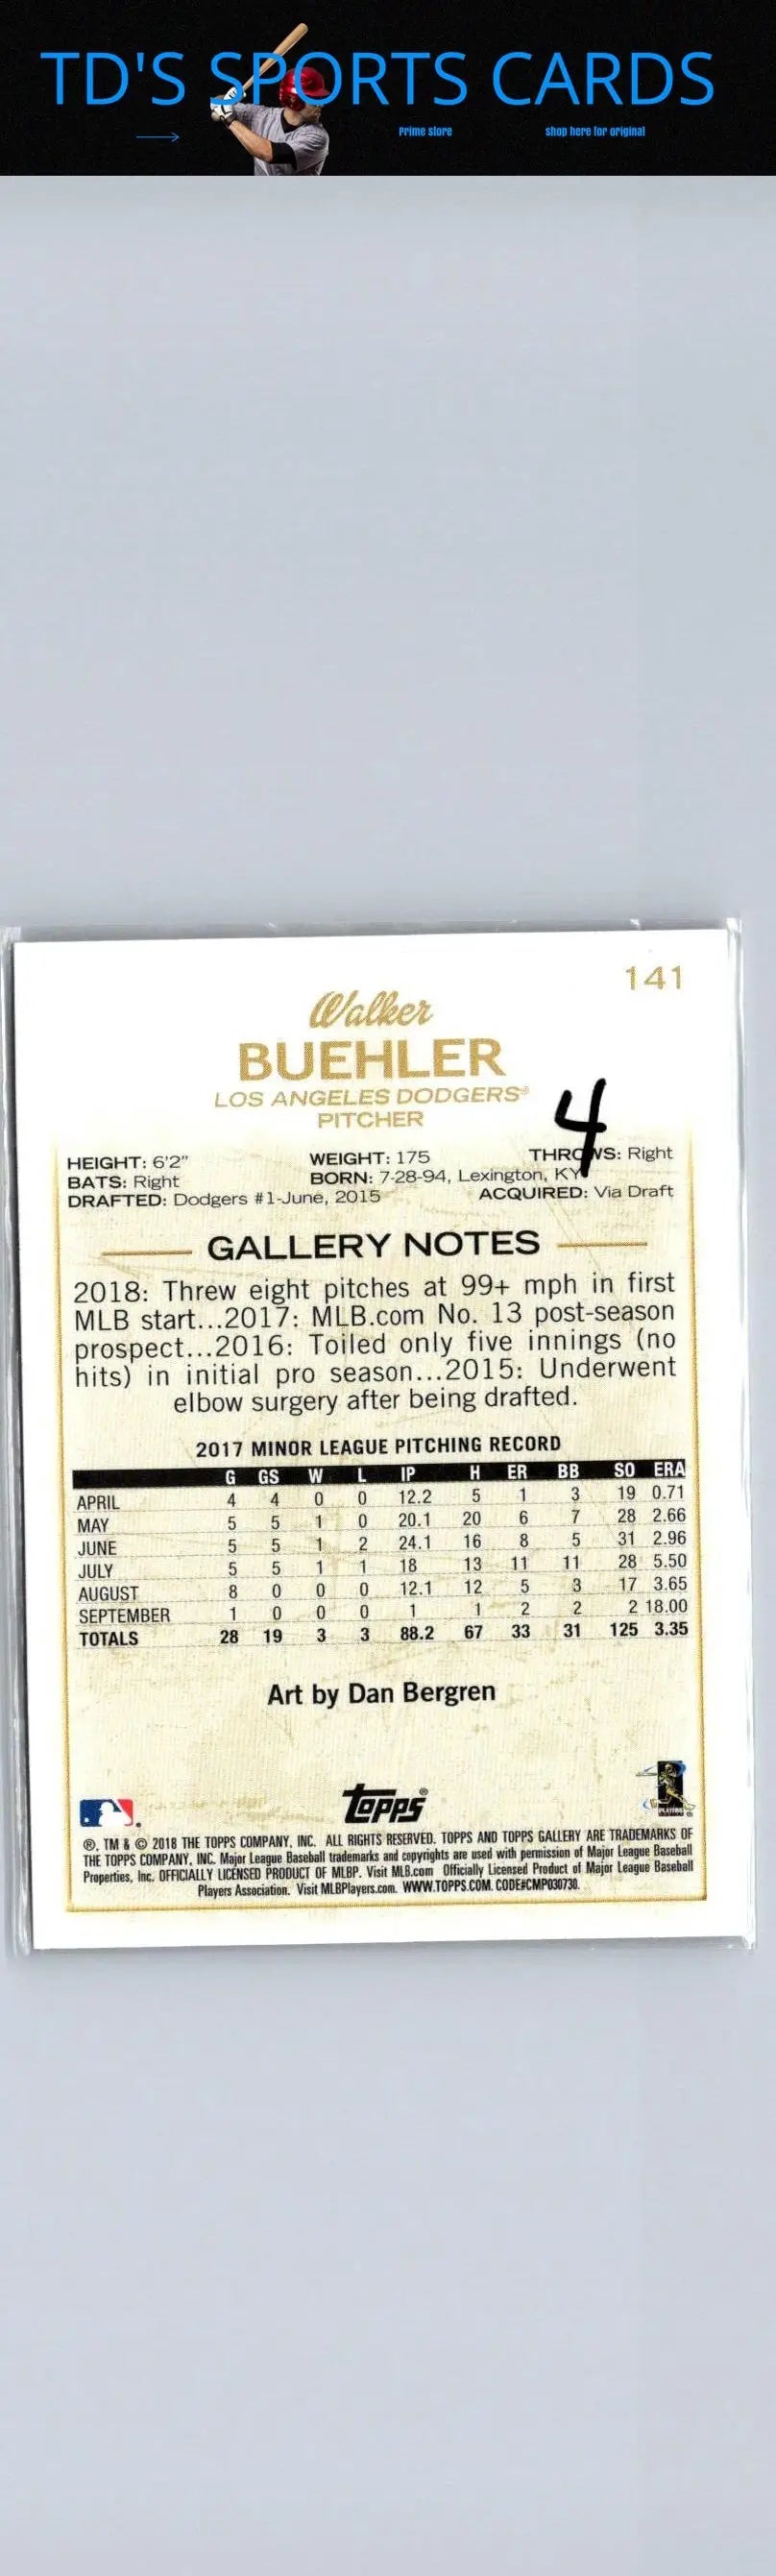 TD'S SPORTS CARDS
Prime store
shop here for original
141
Walker
BUEHLER
LOS ANGELES DODGERS®
PITCHER
4
HEIGHT: 6'2" WEIGHT: 175 THROWS: Right
BATS: Right BORN: 7-28-94, Lexington, KY
DRAFTED: Dodgers #1-June, 2015 ACQUIRED: Via Draft
GALLERY NOTES
2018: Threw eight pitches at 99+ mph in first
MLB start...2017: MLB.com No. 13 post-season
prospect...2016: Toiled only five innings (no
hits) in initial pro season...2015: Underwent
elbow surgery after being drafted.
2017 MINOR LEAGUE PITCHING RECORD
G GS W L IP H ER BB SO ERA
APRIL 4 4 0 0 12.2 5 1 3 19 0.71
MAY 5 5 1 0 20.1 20 6 7 28 2.66
JUNE 5 5 1 2 24.1 16 8 5 31 2.96
JULY 5 5 1 1 18 13 11 11 28 5.50
AUGUST 8 0 0 0 12.1 12 5 3 17 3.65
SEPTEMBER 1 0 0 0 1 1 2 2 2 18.00
TOTALS 28 19 3 3 88.2 67 33 31 125 3.35
Art by Dan Bergren
Topps®
PLAYERS
®, TM & © 2018 THE TOPPS COMPANY, INC. ALL RIGHTS RESERVED. TOPPS AND TOPPS GALLERY ARE TRADEMARKS OF
THE TOPPS COMPANY, INC. Major League Baseball trademarks and copyrights are used with permission of Major League Baseball
Properties, Inc. OFFICIALLY LICENSED PRODUCT OF MLBP. Visit MLB.com Officially Licensed Product of Major League Baseball
Players Association. Visit MLBPlayers.com. WWW.TOPPS.COM. CODE#CMP030730.